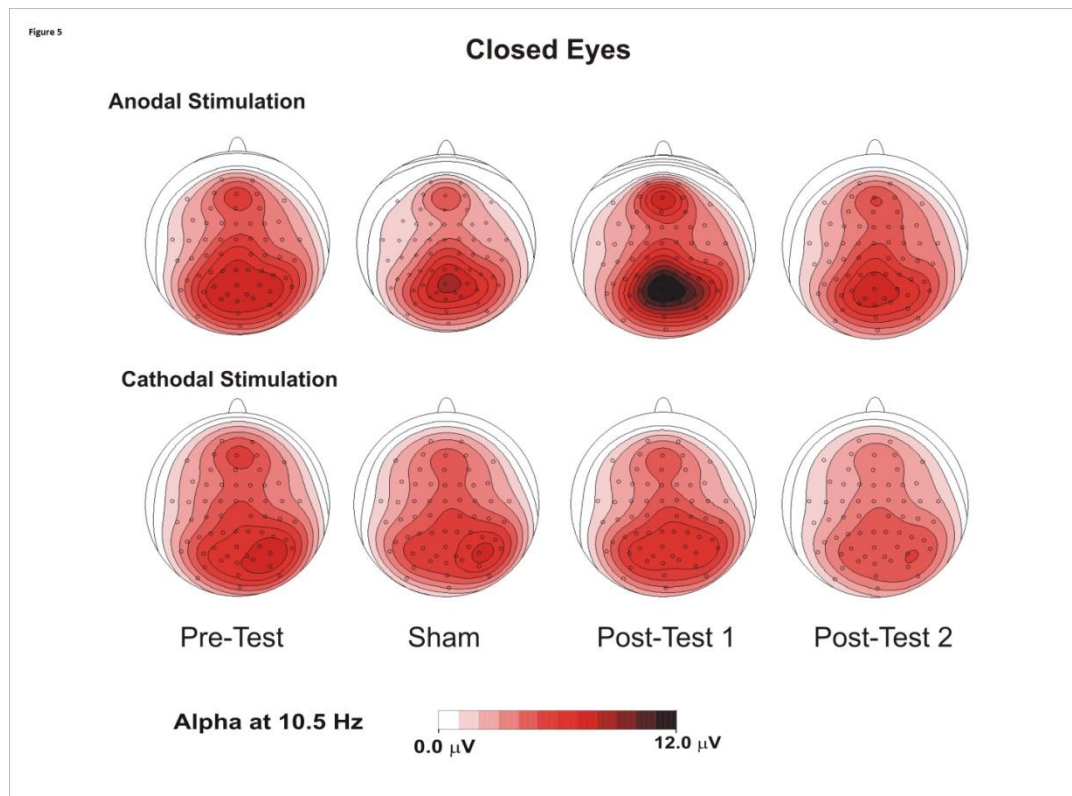 Figure 5
Closed Eyes
Anodal Stimulation
Cathodal Stimulation
Pre-Test Sham Post-Test 1 Post-Test 2
Alpha at 10.5 Hz
0.0 μV 12.0 μV